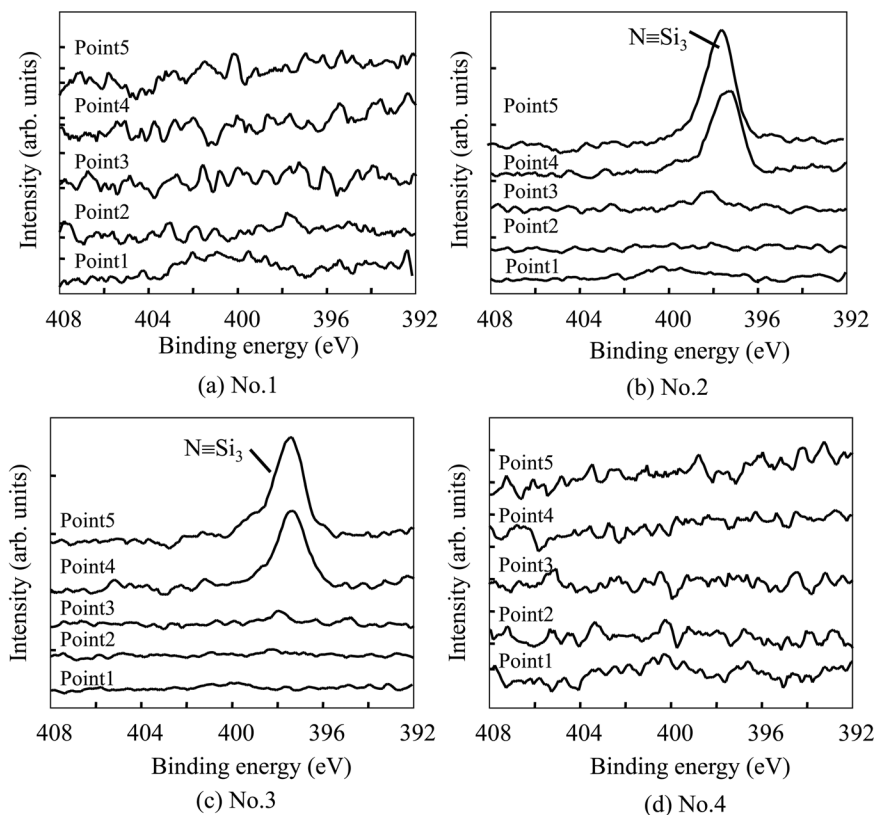 Intensity (arb. units)
Point5
Point4
Point3
Point2
Point1
408 404 400 396 392
Binding energy (eV)
(a) No.1
Intensity (arb. units)
N≡Si₃
Point5
Point4
Point3
Point2
Point1
408 404 400 396 392
Binding energy (eV)
(b) No.2
Intensity (arb. units)
N≡Si₃
Point5
Point4
Point3
Point2
Point1
408 404 400 396 392
Binding energy (eV)
(c) No.3
Intensity (arb. units)
Point5
Point4
Point3
Point2
Point1
408 404 400 396 392
Binding energy (eV)
(d) No.4